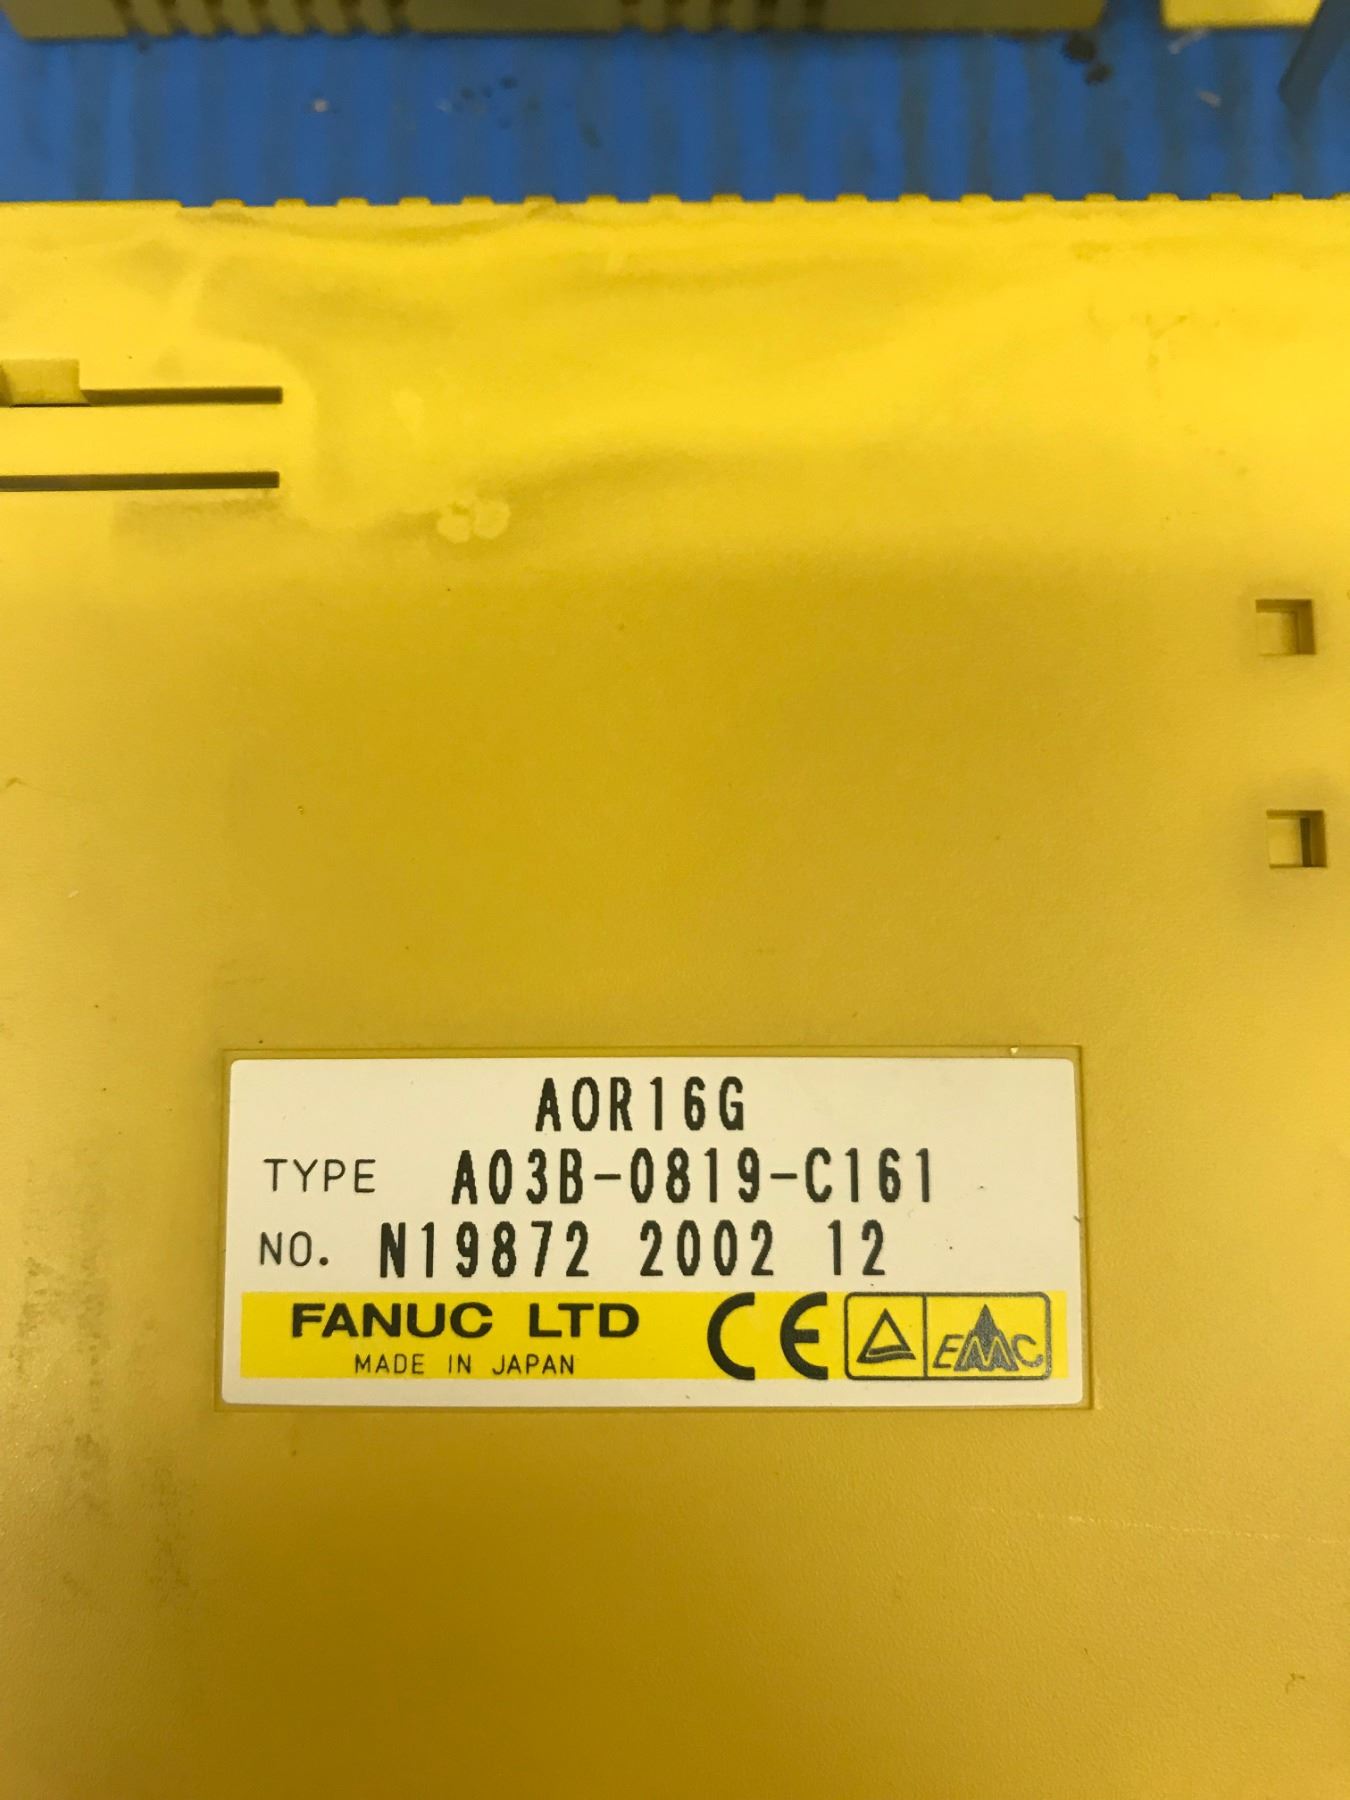 AOR16G
TYPE A03B-0819-C161
NO. N19872 2002 12
FANUC LTD CE EMC
MADE IN JAPAN